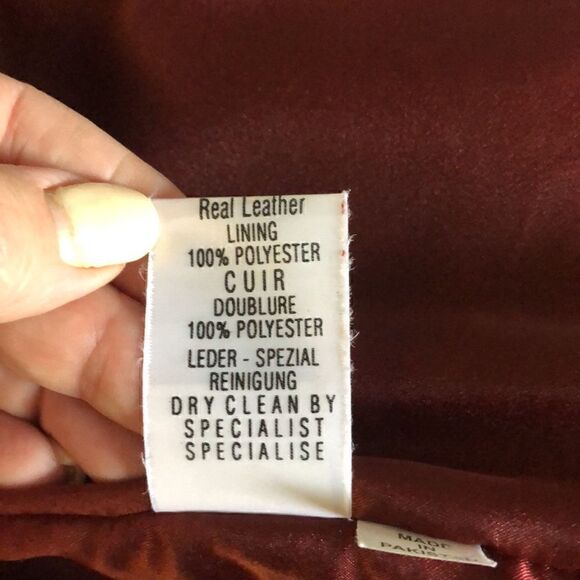 Real Leather
LINING
100% POLYESTER
CUIR
DOUBLURE
100% POLYESTER
LEDER - SPEZIAL
REINIGUNG
DRY CLEAN BY
SPECIALIST
SPECIALISE
MADE
IN
PAKISTAN